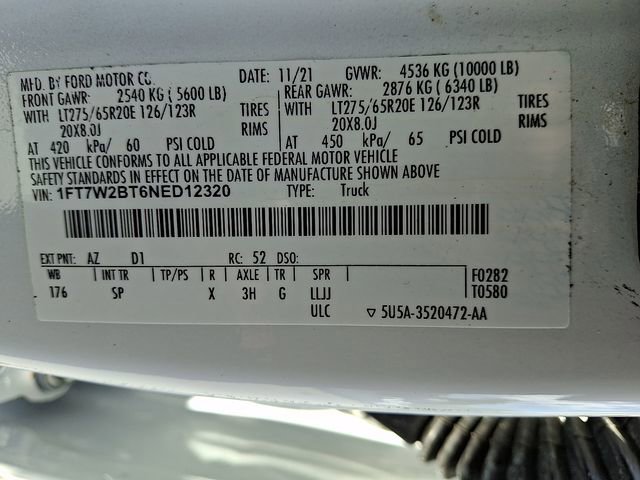 MFD. BY FORD MOTOR CO. DATE: 11/21 GVWR: 4536 KG (10000 LB)
FRONT GAWR: 2540 KG ( 5600 LB) REAR GAWR: 2876 KG ( 6340 LB)
WITH LT275/65R20E 126/123R TIRES WITH LT275/65R20E 126/123R TIRES
20X8.0J RIMS 20X8.0J RIMS
AT 420 kPa/ 60 PSI COLD AT 450 kPa/ 65 PSI COLD
THIS VEHICLE CONFORMS TO ALL APPLICABLE FEDERAL MOTOR VEHICLE
SAFETY STANDARDS IN EFFECT ON THE DATE OF MANUFACTURE SHOWN ABOVE
VIN: 1FT7W2BT6NED12320 TYPE: Truck
EXT PNT: AZ D1 RC: 52 DSO:
WB INT TR TP/PS R AXLE TR SPR F0282
176 SP X 3H G LLJJ T0580
ULC ▽ 5U5A-3520472-AA